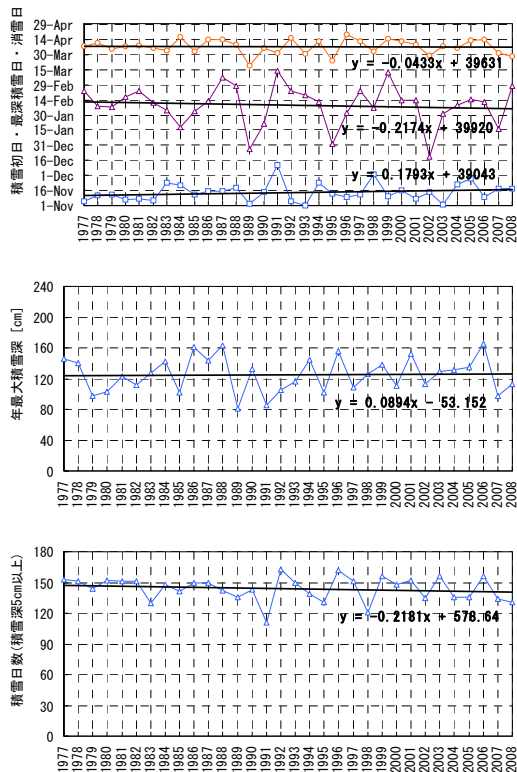 積雪初日・最深積雪日・消雪日
29-Apr
14-Apr
30-Mar
15-Mar
29-Feb
14-Feb
30-Jan
15-Jan
31-Dec
16-Dec
1-Dec
16-Nov
1-Nov
y = -0.0433x + 39631
y = -0.2174x + 39920
y = 0.1793x + 39043
1977 1978 1979 1980 1981 1982 1983 1984 1985 1986 1987 1988 1989 1990 1991 1992 1993 1994 1995 1996 1997 1998 1999 2000 2001 2002 2003 2004 2005 2006 2007 2008
年最大積雪深 [cm]
240
200
160
120
80
40
0
y = 0.0894x - 53.152
1977 1978 1979 1980 1981 1982 1983 1984 1985 1986 1987 1988 1989 1990 1991 1992 1993 1994 1995 1996 1997 1998 1999 2000 2001 2002 2003 2004 2005 2006 2007 2008
積雪日数(積雪深5cm以上)
180
150
120
90
60
30
0
y = -0.2181x + 578.64
1977 1978 1979 1980 1981 1982 1983 1984 1985 1986 1987 1988 1989 1990 1991 1992 1993 1994 1995 1996 1997 1998 1999 2000 2001 2002 2003 2004 2005 2006 2007 2008